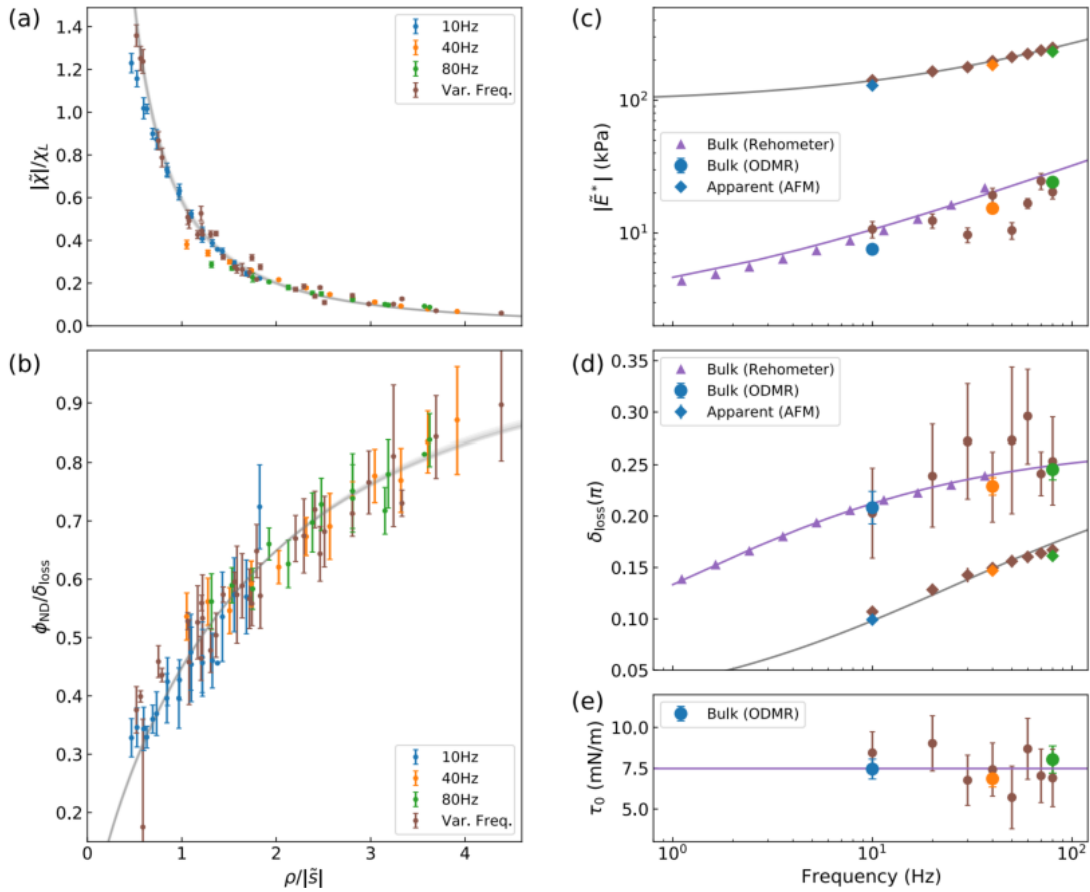 (a)
1.4
1.2
1.0
0.8
0.6
0.4
0.2
0.0
|χ̃|/χL
10Hz
40Hz
80Hz
Var. Freq.
(b)
0.9
0.8
0.7
0.6
0.5
0.4
0.3
0.2
ϕND/δloss
10Hz
40Hz
80Hz
Var. Freq.
0
1
2
3
4
ρ/|s̃|
(c)
10²
10¹
|Ẽ*| (kPa)
Bulk (Rehometer)
Bulk (ODMR)
Apparent (AFM)
(d)
0.35
0.30
0.25
0.20
0.15
0.10
0.05
δloss(π)
Bulk (Rehometer)
Bulk (ODMR)
Apparent (AFM)
(e)
10.0
7.5
5.0
τ0 (mN/m)
Bulk (ODMR)
10⁰
10¹
10²
Frequency (Hz)